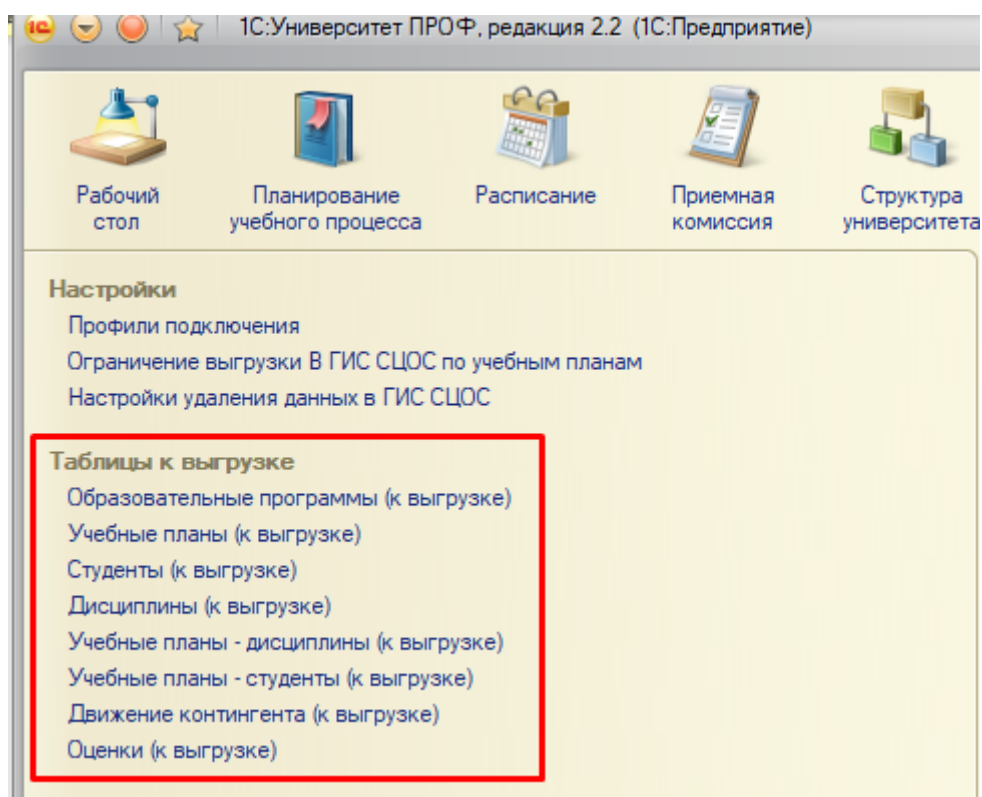 1С:Университет ПРОФ, редакция 2.2 (1С:Предприятие)
Рабочий стол
Планирование учебного процесса
Расписание
Приемная комиссия
Структура университета
Настройки
Профили подключения
Ограничение выгрузки В ГИС СЦОС по учебным планам
Настройки удаления данных в ГИС СЦОС
Таблицы к выгрузке
Образовательные программы (к выгрузке)
Учебные планы (к выгрузке)
Студенты (к выгрузке)
Дисциплины (к выгрузке)
Учебные планы - дисциплины (к выгрузке)
Учебные планы - студенты (к выгрузке)
Движение контингента (к выгрузке)
Оценки (к выгрузке)